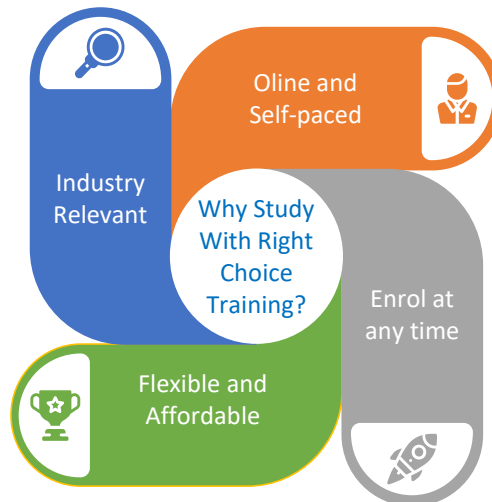 Oline and
Self-paced
Industry
Relevant
Why Study
With Right
Choice
Training?
Enrol at
any time
Flexible and
Affordable